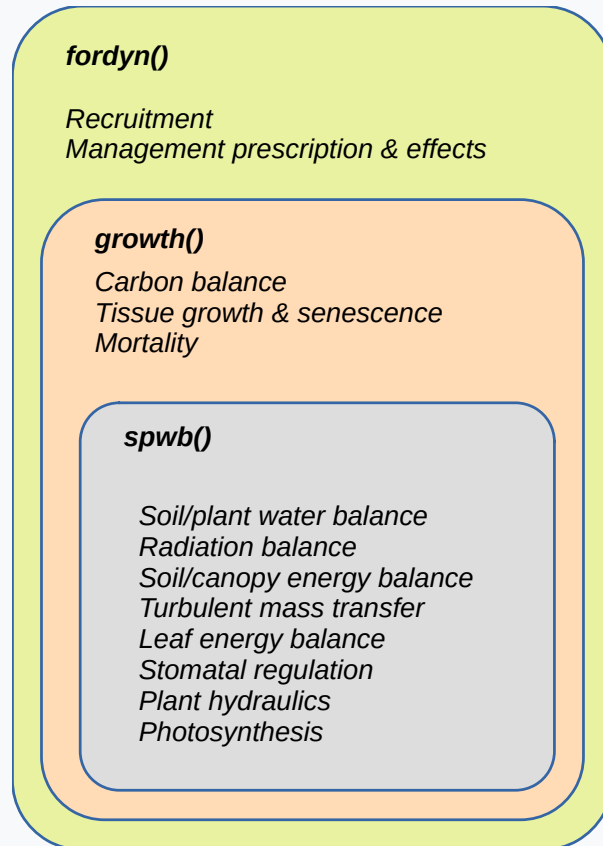 fordyn()
Recruitment
Management prescription & effects
growth()
Carbon balance
Tissue growth & senescence
Mortality
spwb()
Soil/plant water balance
Radiation balance
Soil/canopy energy balance
Turbulent mass transfer
Leaf energy balance
Stomatal regulation
Plant hydraulics
Photosynthesis